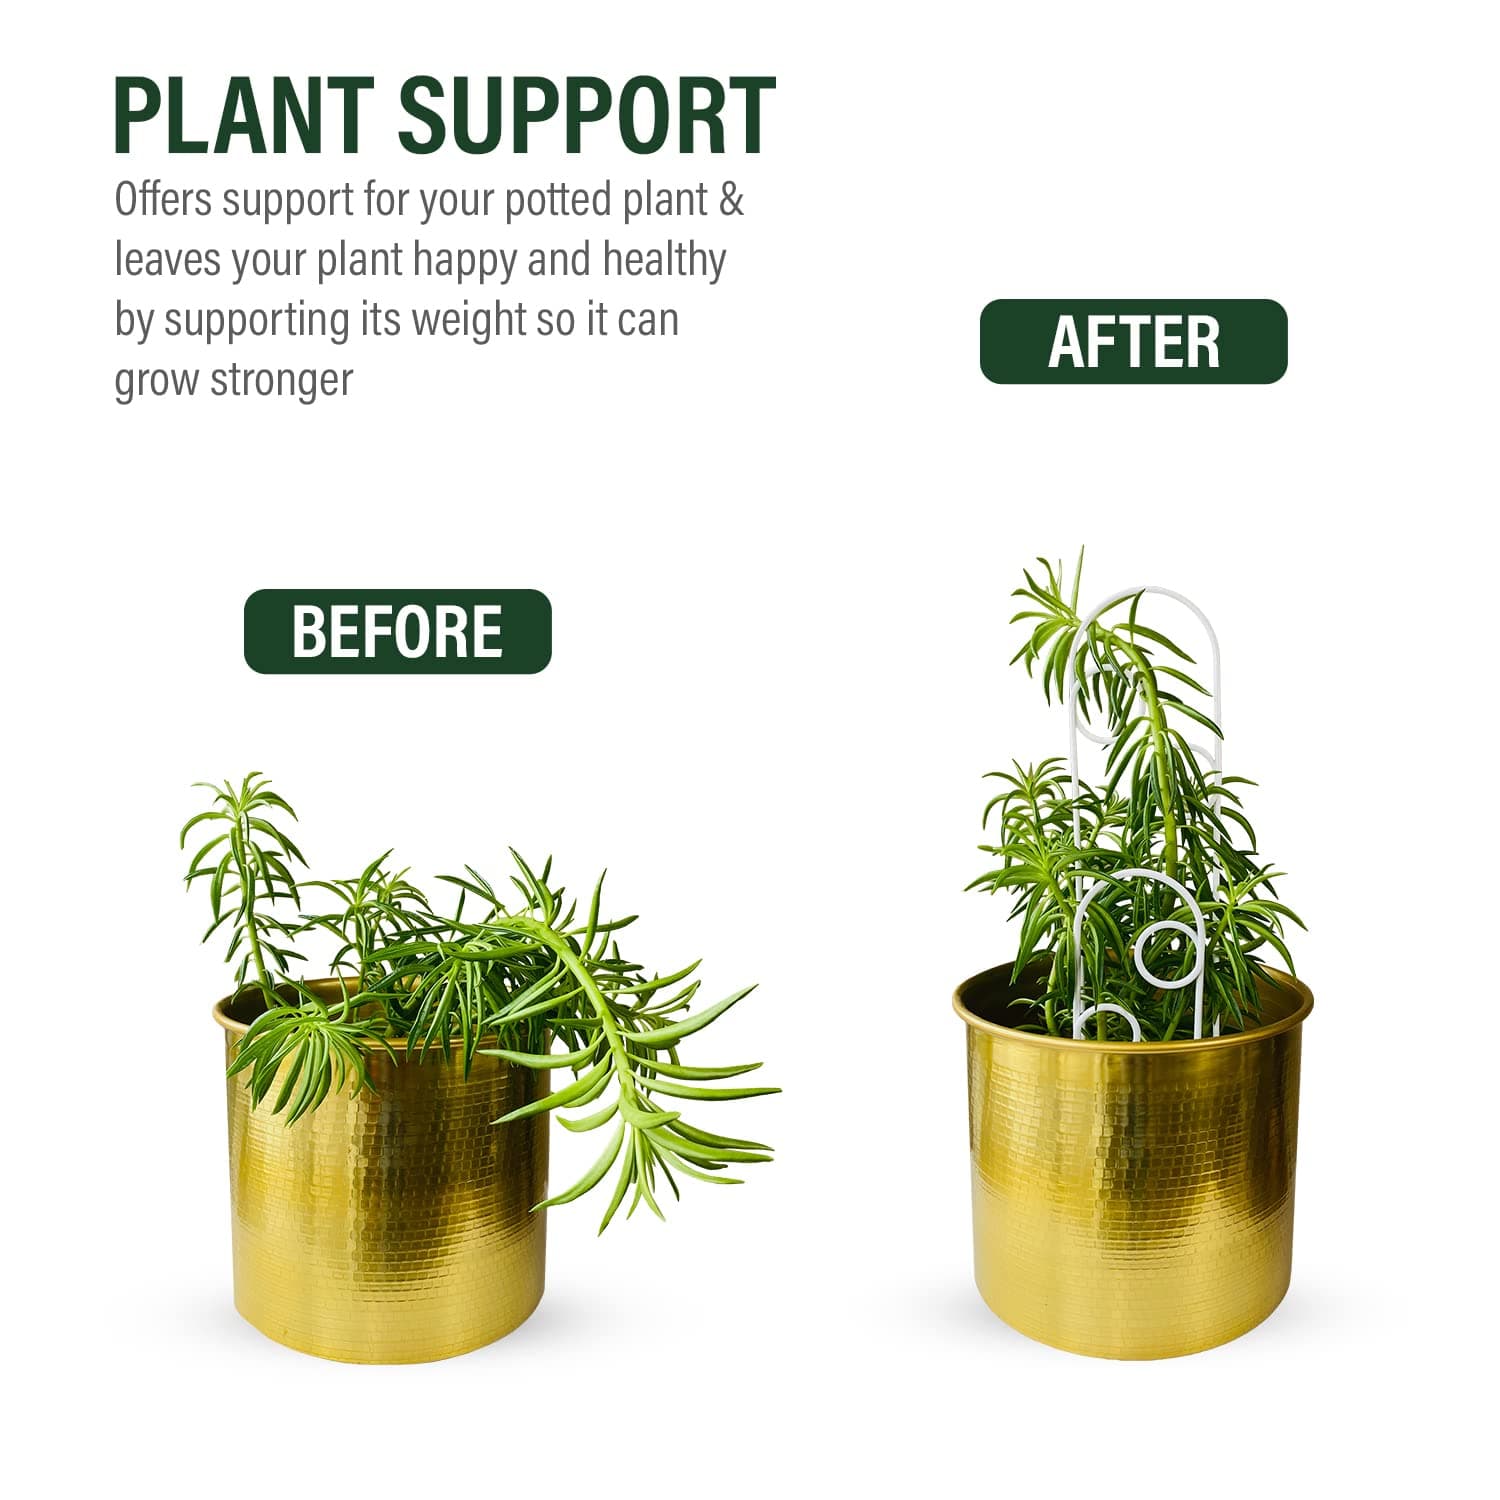 PLANT SUPPORT
Offers support for your potted plant &
leaves your plant happy and healthy
by supporting its weight so it can
grow stronger
AFTER
BEFORE